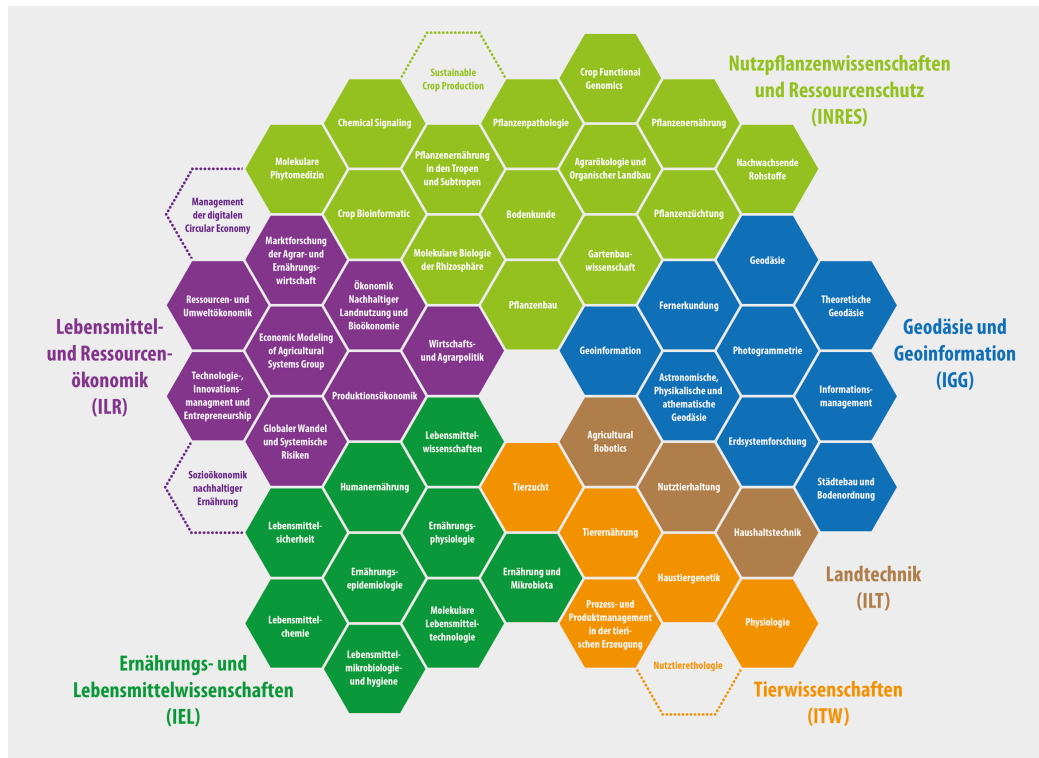 Sustainable
Crop Production
Crop Functional
Genomics
Nutzpflanzenwissenschaften
und Ressourcenschutz
(INRES)
Chemical Signaling
Pflanzenpathologie
Pflanzenernährung
Molekulare
Phytomedizin
Pflanzenernährung
in den Tropen
und Subtropen
Agrarökologie und
Organischer Landbau
Nachwachsende
Rohstoffe
Management
der digitalen
Circular Economy
Crop Bioinformatic
Bodenkunde
Pflanzenzüchtung
Marktforschung
der Agrar- und
Ernährungs-
wirtschaft
Molekulare Biologie
der Rhizosphäre
Gartenbau-
wissenschaft
Geodäsie
Ressourcen- und
Umweltökonomik
Ökonomik
Nachhaltiger
Landnutzung und
Bioökonomie
Pflanzenbau
Fernerkundung
Theoretische
Geodäsie
Lebensmittel-
und Ressourcen-
ökonomik
(ILR)
Economic Modeling
of Agricultural
Systems Group
Wirtschafts-
und Agrarpolitik
Geoinformation
Photogrammetrie
Geodäsie und
Geoinformation
(IGG)
Technologie-,
Innovations-
managment und
Entrepreneurship
Produktionsökonomik
Astronomische,
Physikalische und
athematische
Geodäsie
Informations-
management
Globaler Wandel
und Systemische
Risiken
Lebensmittel-
wissenschaften
Agricultural
Robotics
Erdsystemforschung
Sozioökonomik
nachhaltiger
Ernährung
Humanernährung
Tierzucht
Nutztierhaltung
Städtebau und
Bodenordnung
Lebensmittel-
sicherheit
Ernährungs-
physiologie
Tierernährung
Haushaltstechnik
Ernährungs-
epidemiologie
Ernährung und
Mikrobiota
Haustiergenetik
Landtechnik
(ILT)
Lebensmittel-
chemie
Molekulare
Lebensmittel-
technologie
Prozess- und
Produktmanagement
in der tieri-
schen Erzeugung
Physiologie
Ernährungs- und
Lebensmittelwissenschaften
(IEL)
Lebensmittel-
mikrobiologie-
und hygiene
Nutztierethologie
Tierwissenschaften
(ITW)